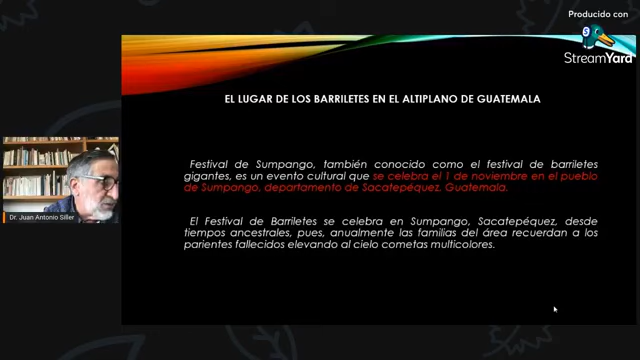 Producido con
StreamYard
EL LUGAR DE LOS BARRILETES EN EL ALTIPLANO DE GUATEMALA
Festival de Sumpango, también conocido como el festival de barriletes
gigantes, es un evento cultural que se celebra el 1 de noviembre en el pueblo
de Sumpango, departamento de Sacatepéquez, Guatemala.
El Festival de Barriletes se celebra en Sumpango, Sacatepéquez, desde
tiempos ancestrales, pues, anualmente las familias del área recuerdan a los
parientes fallecidos elevando al cielo cometas multicolores.
Dr. Juan Antonio Siller